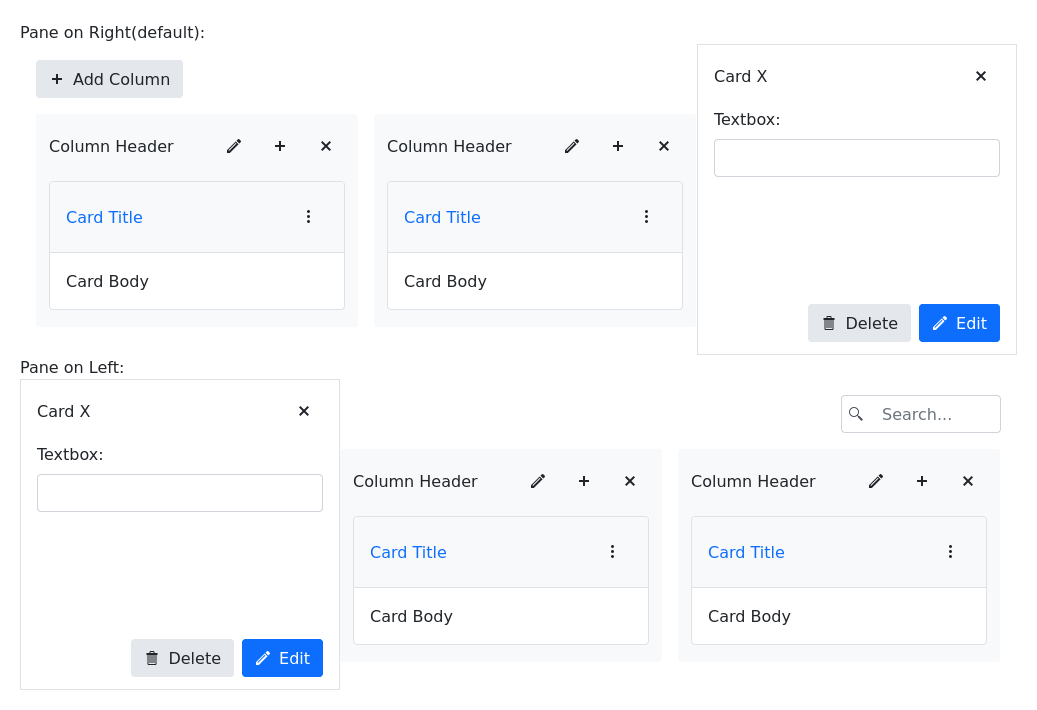 Pane on Right(default):
Add Column
Column Header
Card Title
Card Body
Column Header
Card Title
Card Body
Card X
Textbox:
Delete
Edit
Pane on Left:
Card X
Textbox:
Delete
Edit
Search...
Column Header
Card Title
Card Body
Column Header
Card Title
Card Body